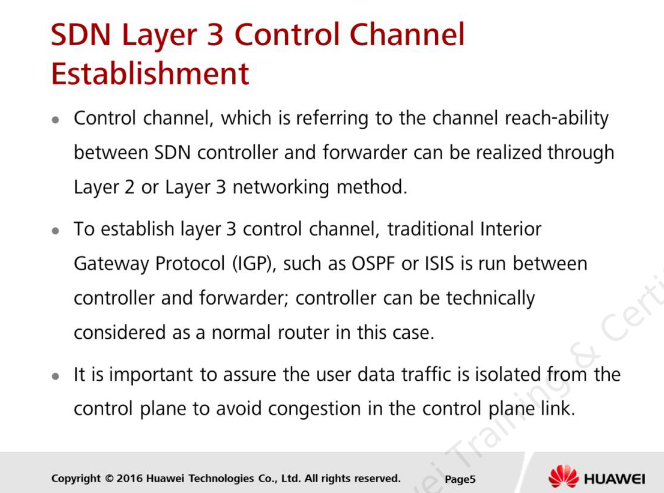 SDN Layer 3 Control Channel
Establishment
● Control channel, which is referring to the channel reach-ability
between SDN controller and forwarder can be realized through
Layer 2 or Layer 3 networking method.
● To establish layer 3 control channel, traditional Interior
Gateway Protocol (IGP), such as OSPF or ISIS is run between
controller and forwarder; controller can be technically
considered as a normal router in this case.
● It is important to assure the user data traffic is isolated from the
control plane to avoid congestion in the control plane link.
Training &
Copyright © 2016 Huawei Technologies Co., Ltd. All rights reserved. Page5 HUAWEI